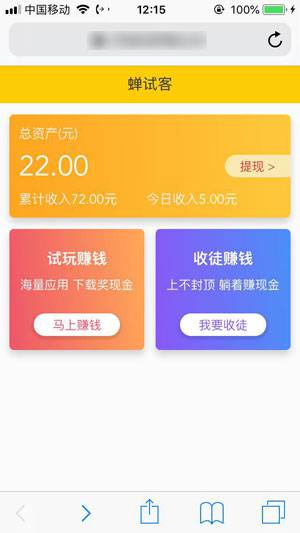 中国移动
12:15
100%
蝉试客
总资产(元)
22.00
提现 >
累计收入72.00元
今日收入5.00元
试玩赚钱
海量应用 下载奖现金
马上赚钱
收徒赚钱
上不封顶 躺着赚现金
我要收徒